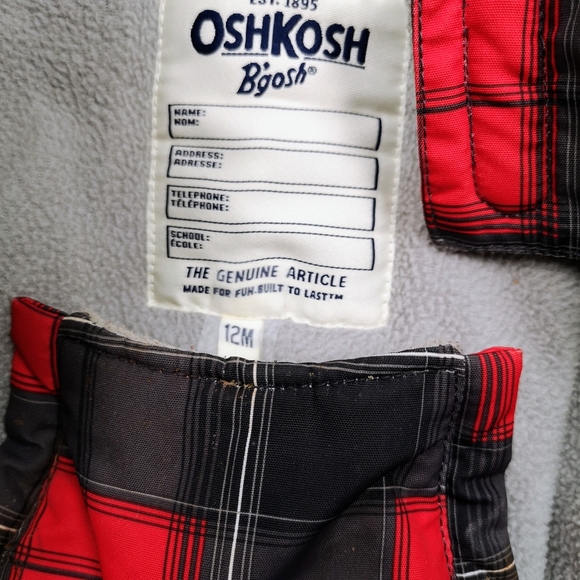 EST. 1895
OSHKOSH
B'gosh®
NAME:
NOM:
ADDRESS:
ADRESSE:
TELEPHONE:
TÉLÉPHONE:
SCHOOL:
ÉCOLE:
THE GENUINE ARTICLE
MADE FOR FUN.BUILT TO LAST™
12M